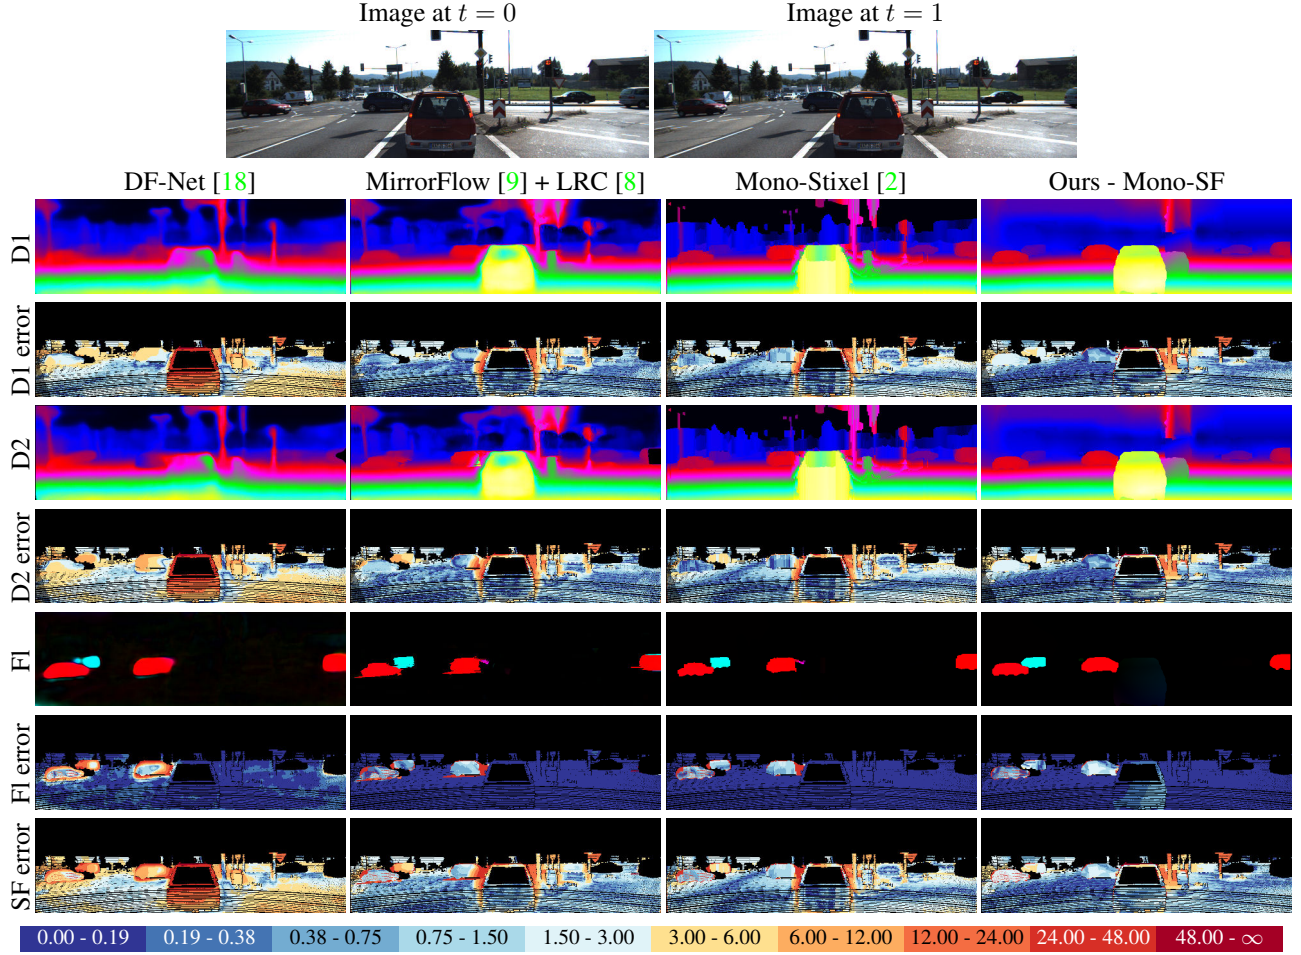 Image at t = 0
Image at t = 1
DF-Net [18]
MirrorFlow [9] + LRC [8]
Mono-Stixel [2]
Ours - Mono-SF
D1
D1 error
D2
D2 error
Fl
Fl error
SF error
0.00 - 0.19
0.19 - 0.38
0.38 - 0.75
0.75 - 1.50
1.50 - 3.00
3.00 - 6.00
6.00 - 12.00
12.00 - 24.00
24.00 - 48.00
48.00 - ∞